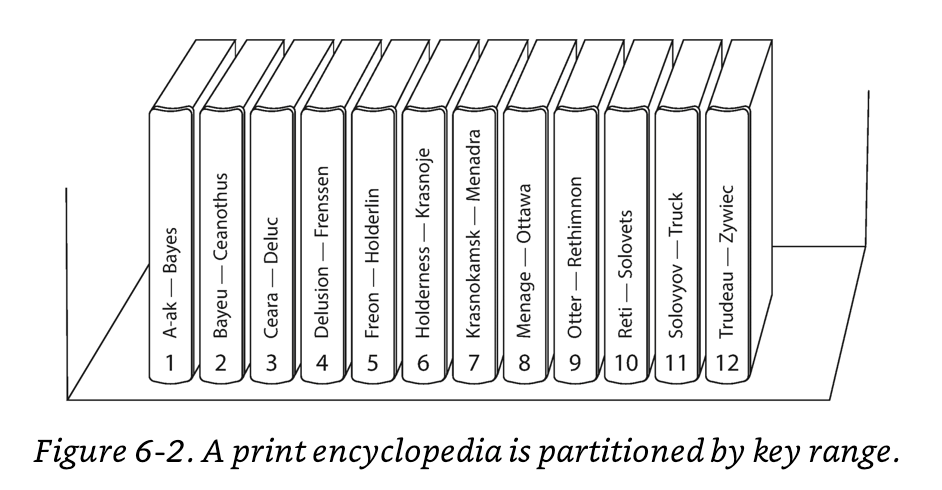 A-ak — Bayes
1
Bayeu — Ceanothus
2
Ceara — Deluc
3
Delusion — Frenssen
4
Freon — Holderlin
5
Holderness — Krasnoje
6
Krasnokamsk — Menadra
7
Menage — Ottawa
8
Otter — Rethimnon
9
Reti — Solovets
10
Solovyov — Truck
11
Trudeau — Zywiec
12
Figure 6-2. A print encyclopedia is partitioned by key range.